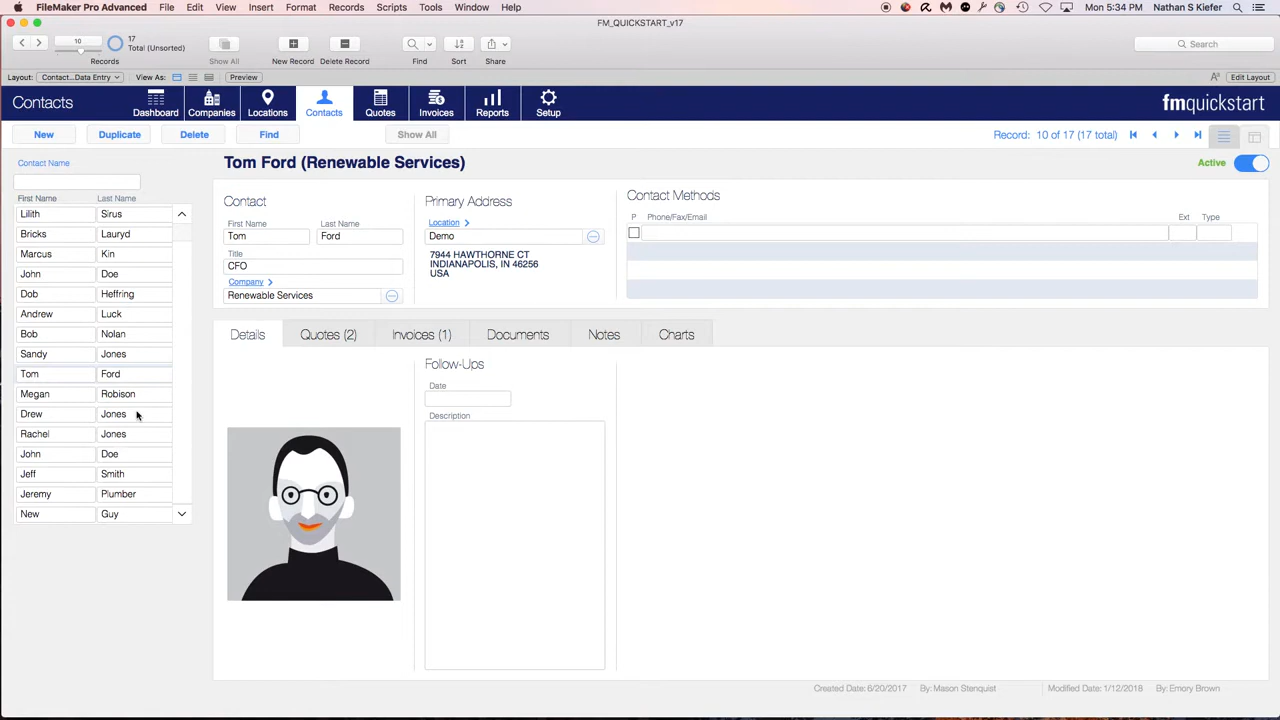 FileMaker Pro Advanced File Edit View Insert Format Records Scripts Tools Window Help Mon 5:34 PM Nathan S Kiefer
FM_QUICKSTART_v17
10 17
Total (Unsorted)
Search
Records Show All New Record Delete Record Find Sort Share
Layout: Contact...Data Entry View As: Preview Aª Edit Layout
Contacts Dashboard Companies Locations Contacts Quotes Invoices Reports Setup fmquickstart
New Duplicate Delete Find Show All Record: 10 of 17 (17 total)
Contact Name
Tom Ford (Renewable Services)
Active
First Name Last Name
Lilith Sirus
Bricks Lauryd
Marcus Kin
John Doe
Dob Heffring
Andrew Luck
Bob Nolan
Sandy Jones
Tom Ford
Megan Robison
Drew Jones
Rachel Jones
John Doe
Jeff Smith
Jeremy Plumber
New Guy
Contact
First Name Last Name
Tom Ford
Title
CFO
Company >
Renewable Services
Primary Address
Location >
Demo
7944 HAWTHORNE CT
INDIANAPOLIS, IN 46256
USA
Contact Methods
P Phone/Fax/Email Ext Type
Details Quotes (2) Invoices (1) Documents Notes Charts
Follow-Ups
Date
Description
Created Date: 6/20/2017 By: Mason Stenquist Modified Date: 1/12/2018 By: Emory Brown